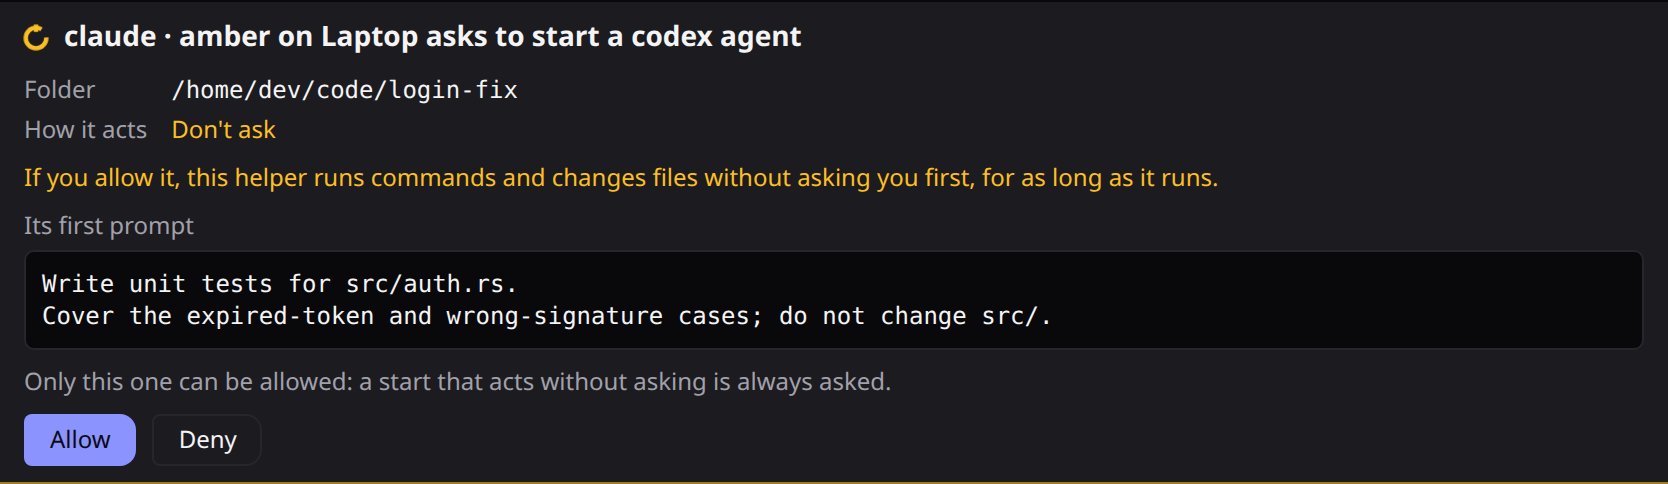 claude · amber on Laptop asks to start a codex agent
Folder /home/dev/code/login-fix
How it acts Don't ask
If you allow it, this helper runs commands and changes files without asking you first, for as long as it runs.
Its first prompt
Write unit tests for src/auth.rs.
Cover the expired-token and wrong-signature cases; do not change src/.
Only this one can be allowed: a start that acts without asking is always asked.
Allow Deny